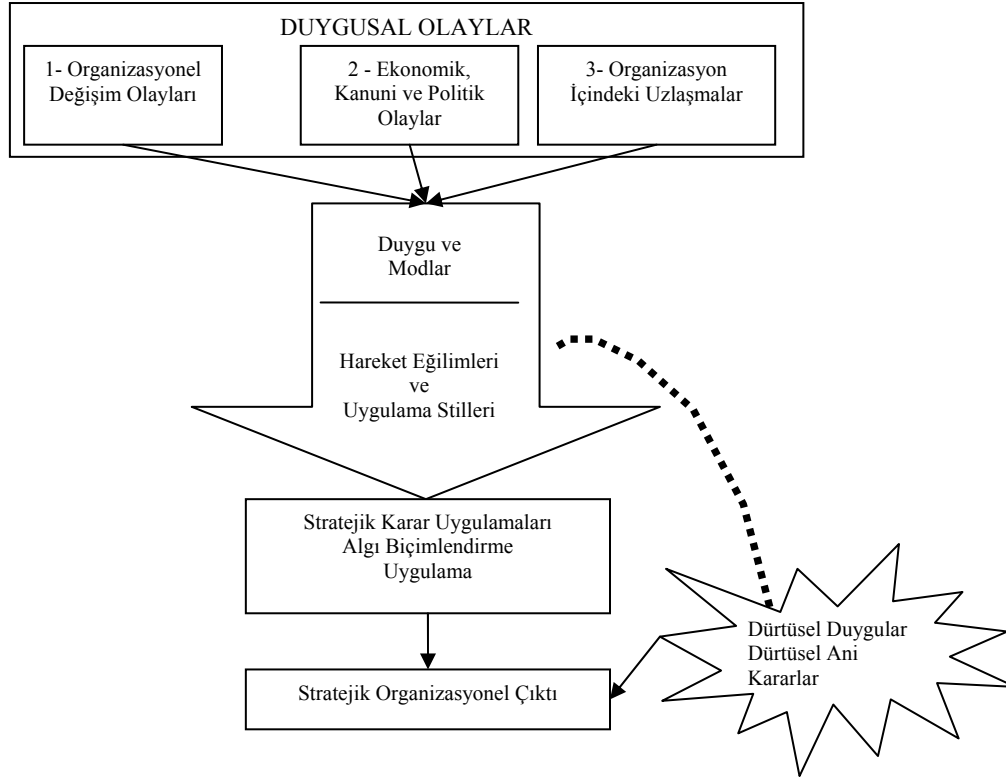 DUYGUSAL OLAYLAR
1- Organizasyonel
Değişim Olayları
2 - Ekonomik,
Kanuni ve Politik
Olaylar
3- Organizasyon
İçindeki Uzlaşmalar
Duygu ve
Modlar
Hareket Eğilimleri
ve
Uygulama Stilleri
Stratejik Karar Uygulamaları
Algı Biçimlendirme
Uygulama
Dürtüsel Duygular
Dürtüsel Ani
Kararlar
Stratejik Organizasyonel Çıktı